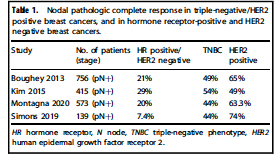 Table 1. Nodal pathologic complete response in triple-negative/HER2
positive breast cancers, and in hormone receptor-positive and HER2
negative breast cancers.
Study No. of patients (stage) HR positive/ HER2 negative TNBC HER2 positive
Boughey 2013 756 (pN+) 21% 49% 65%
Kim 2015 415 (pN+) 29% 54% 49%
Montagna 2020 573 (pN+) 20% 44% 63.3%
Simons 2019 139 (pN+) 7.4% 44% 74%
HR hormone receptor, N node, TNBC triple-negative phenotype, HER2
human epidermal growth factor receptor 2.